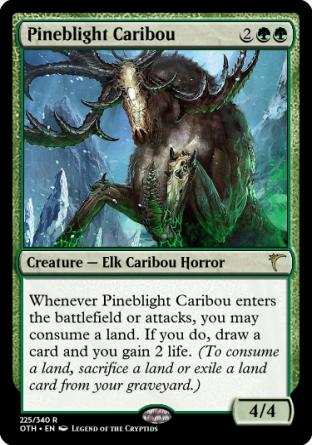 Pineblight Caribou 2
Creature — Elk Caribou Horror
Whenever Pineblight Caribou enters
the battlefield or attacks, you may
consume a land. If you do, draw a
card and you gain 2 life. (To consume
a land, sacrifice a land or exile a land
card from your graveyard.)
4/4
225/340 R
OTH • EN Legend of the Cryptids